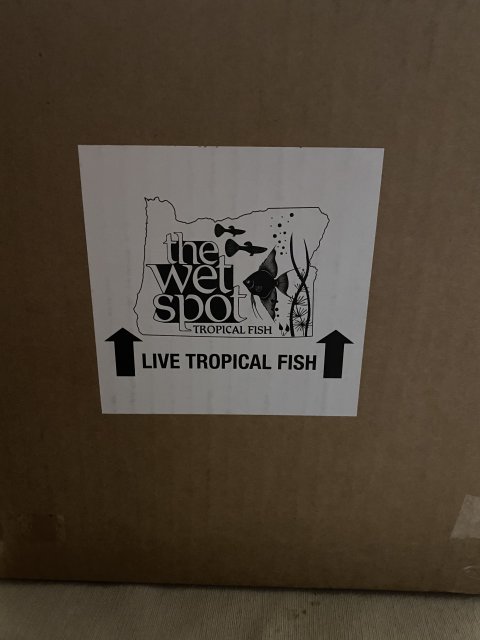 the
wet
spot
TROPICAL FISH
LIVE TROPICAL FISH